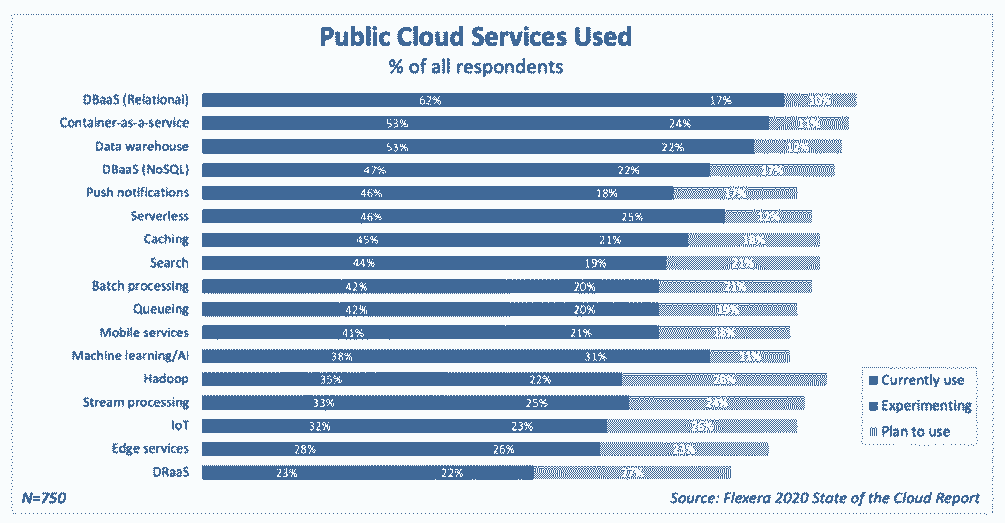 Public Cloud Services Used
% of all respondents
DBaaS (Relational) 62% 17% 10%
Container-as-a-service 53% 24% 11%
Data warehouse 53% 22% 12%
DBaaS (NoSQL) 47% 22% 17%
Push notifications 46% 18% 17%
Serverless 46% 25% 12%
Caching 45% 21% 18%
Search 44% 19% 21%
Batch processing 42% 20% 21%
Queueing 42% 20% 19%
Mobile services 41% 21% 18%
Machine learning/AI 38% 31% 11%
Hadoop 35% 22% 28%
Stream processing 33% 25% 24%
IoT 32% 23% 26%
Edge services 28% 26% 23%
DRaaS 23% 22% 27%
Currently use
Experimenting
Plan to use
N=750
Source: Flexera 2020 State of the Cloud Report